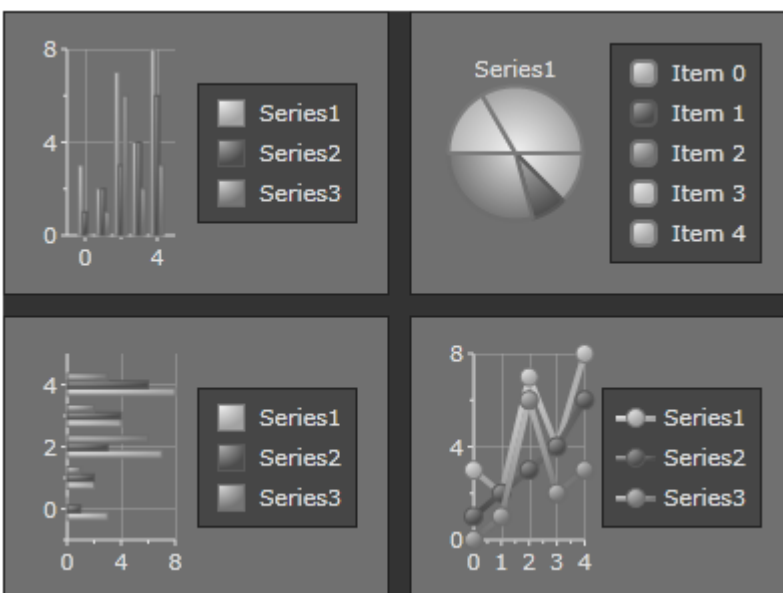 8
4
0
0 4
Series1
Series2
Series3
Series1
Item 0
Item 1
Item 2
Item 3
Item 4
4
2
0
0 4 8
Series1
Series2
Series3
8
4
0
0 1 2 3 4
Series1
Series2
Series3